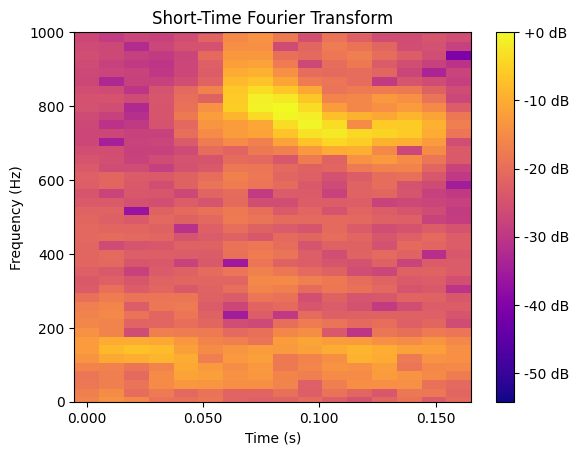 Short-Time Fourier Transform
1000
800
600
400
200
0
Frequency (Hz)
0.000
0.050
0.100
0.150
Time (s)
+0 dB
-10 dB
-20 dB
-30 dB
-40 dB
-50 dB